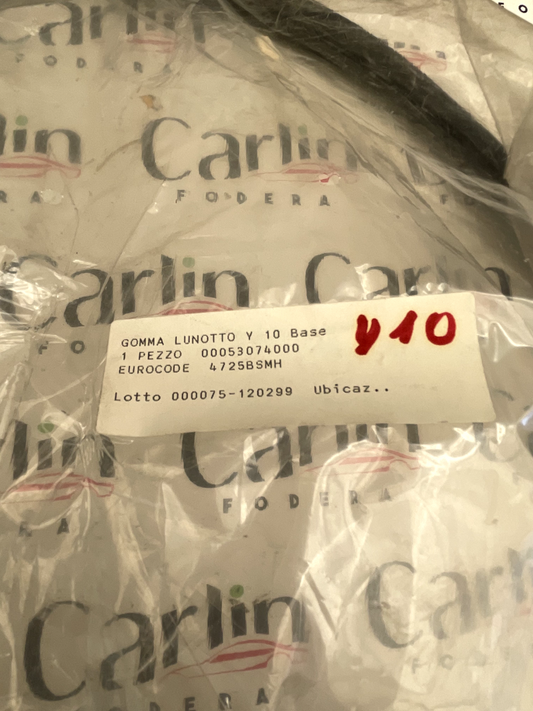 Carlin
FODERA
Carlin
FODERA
Carlin
Carlin
GOMMA LUNOTTO Y 10 Base
1 PEZZO 00053074000
EUROCODE 4725BSMH
Lotto 000075-120299 Ubicaz..
y10
Carlin
FODERA
Carlin
FODERA
Carlin